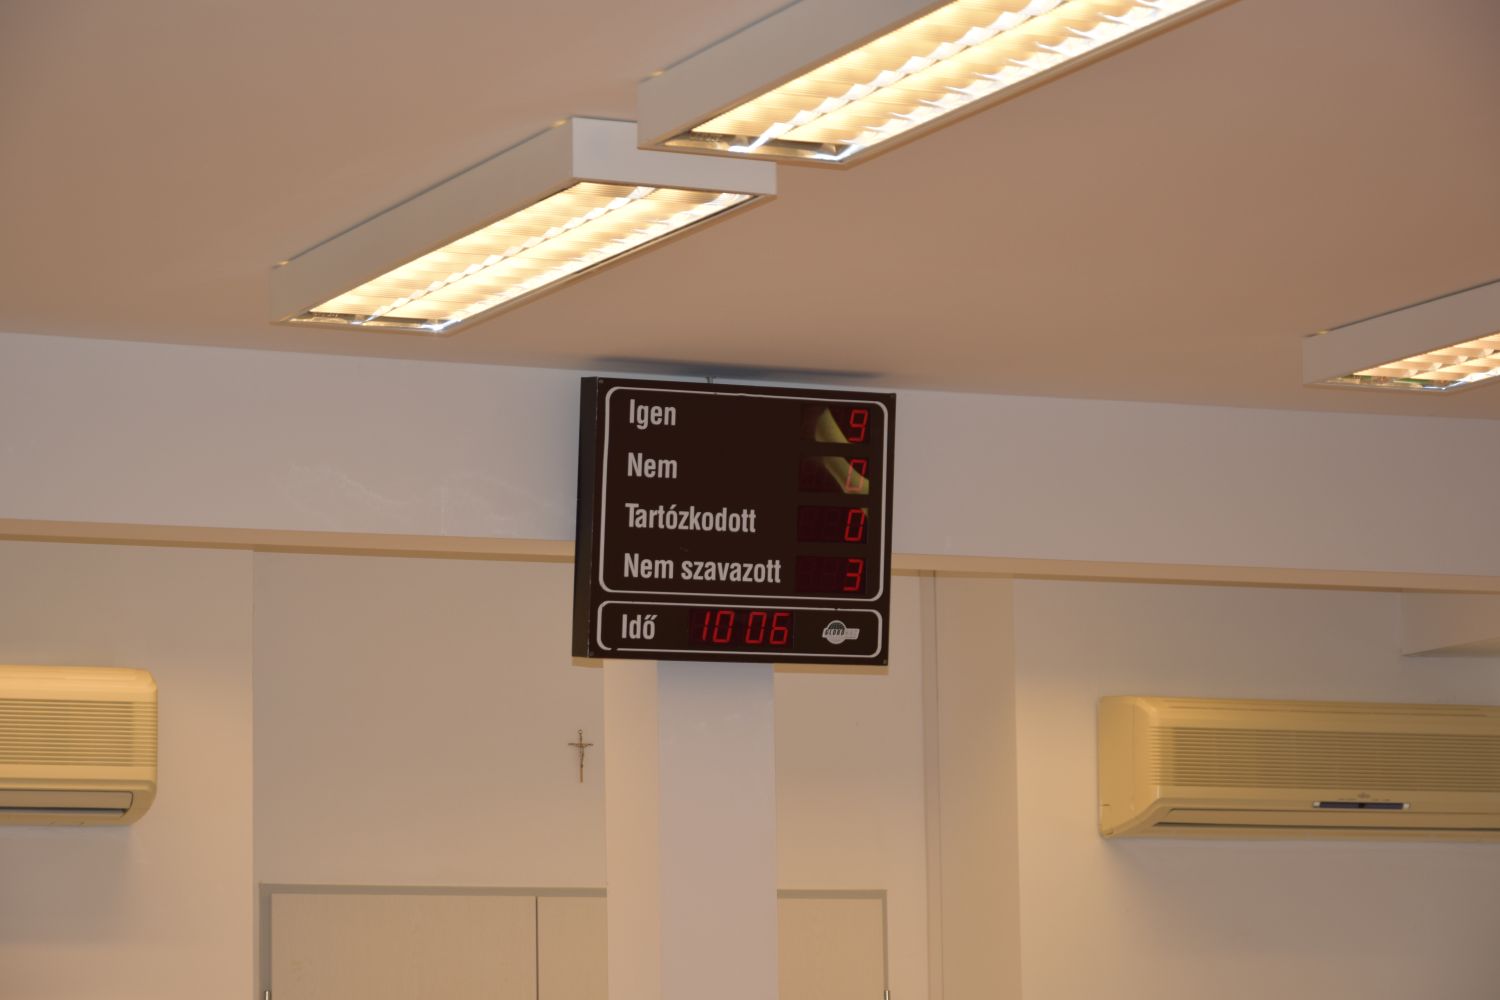 Igen 9
Nem 0
Tartózkodott 0
Nem szavazott 3
Idő 10 06